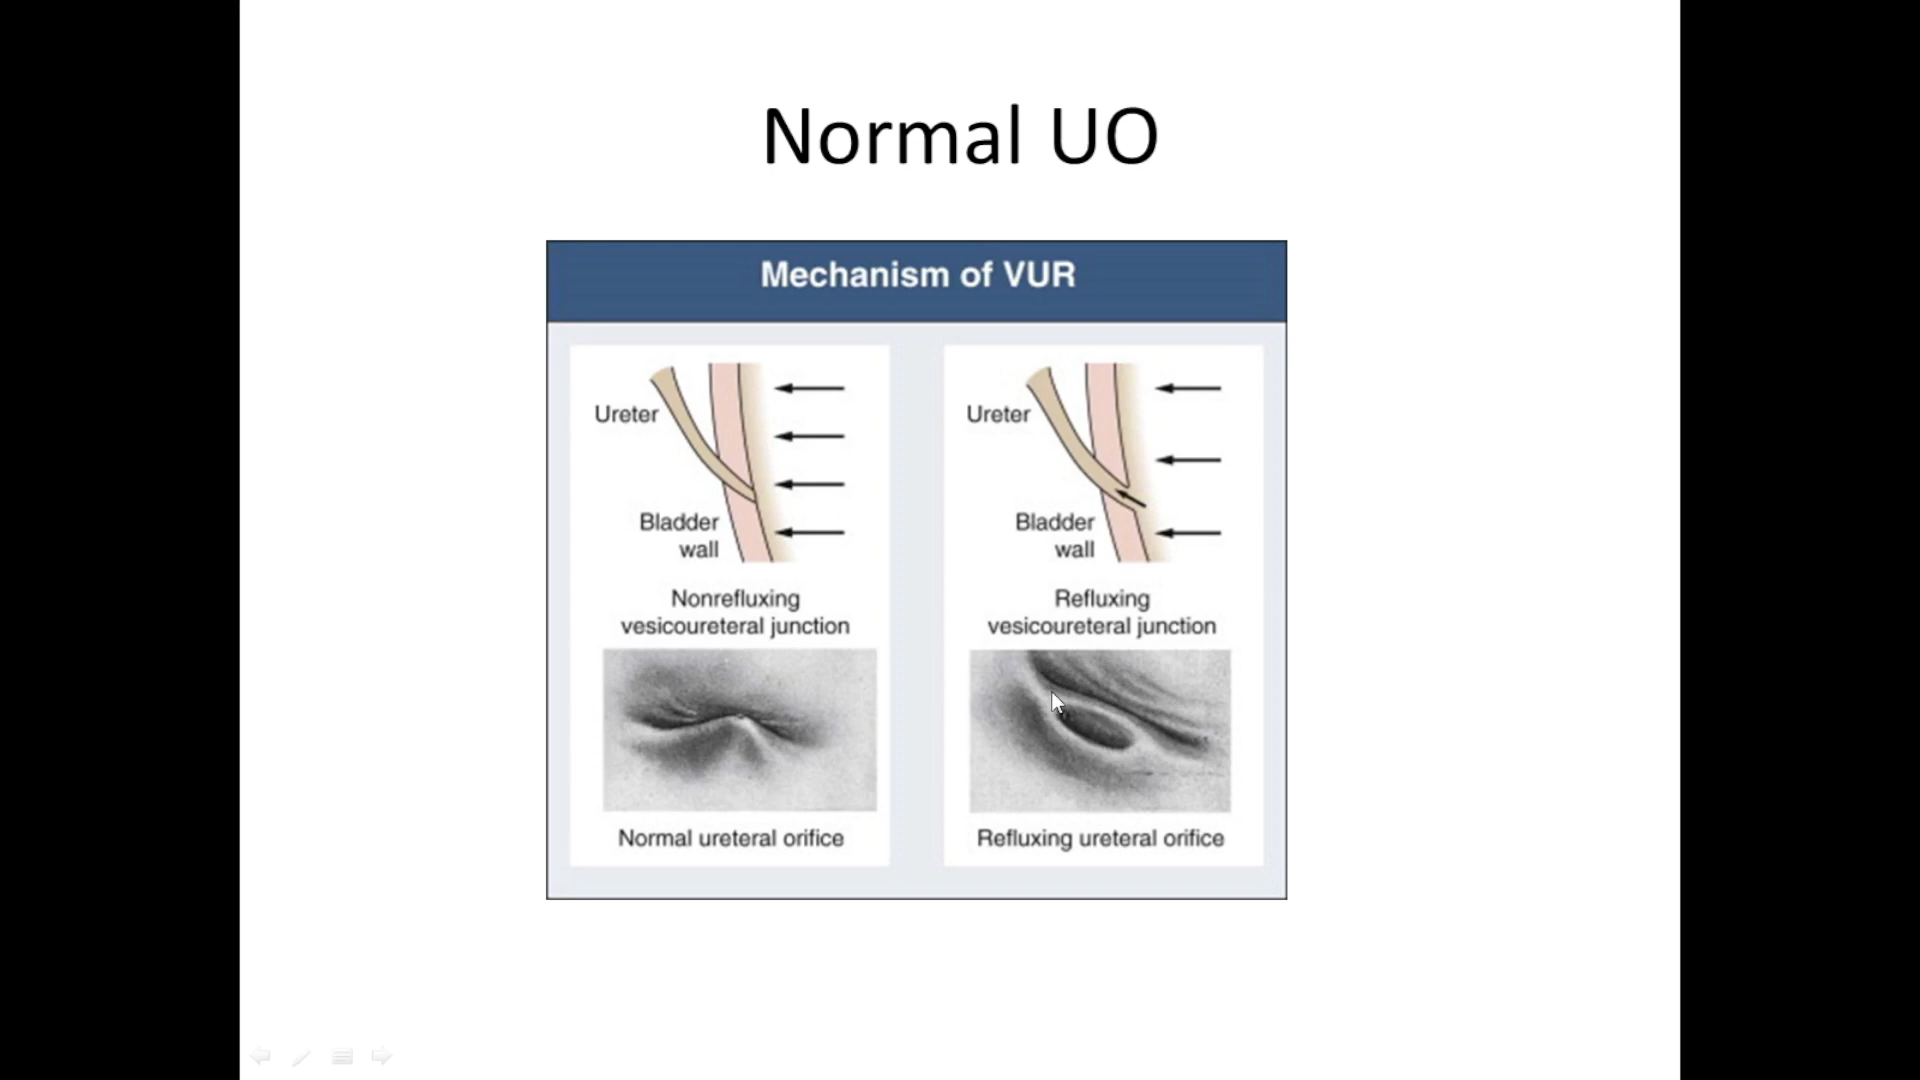 Normal UO
Mechanism of VUR
Ureter
Bladder
wall
Nonrefluxing
vesicoureteral junction
Normal ureteral orifice
Ureter
Bladder
wall
Refluxing
vesicoureteral junction
Refluxing ureteral orifice